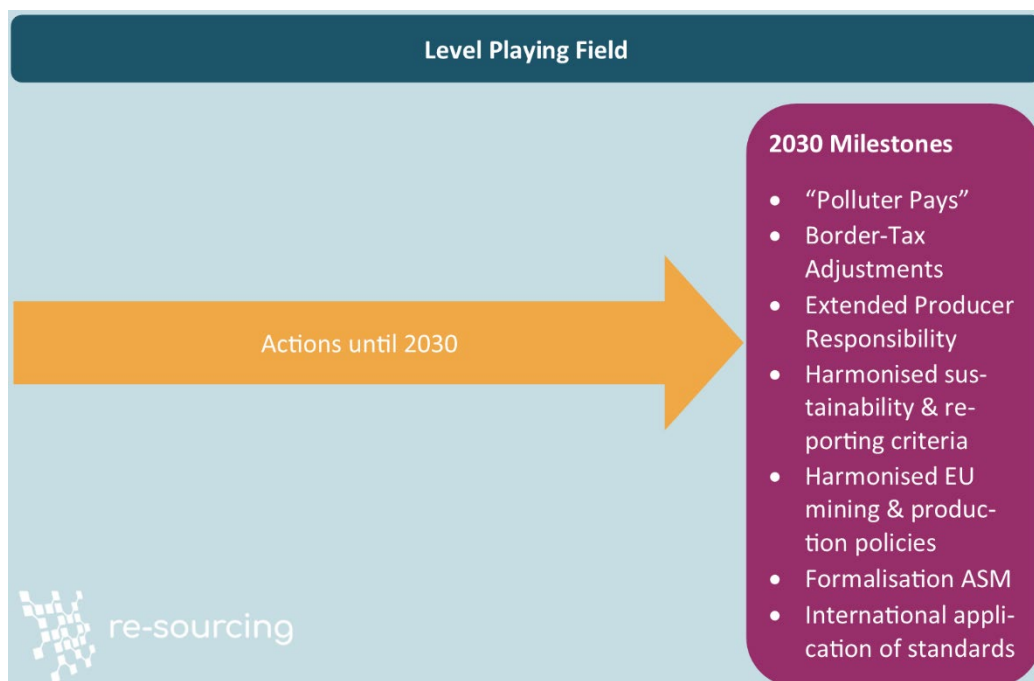 Level Playing Field
Actions until 2030
2030 Milestones
• “Polluter Pays”
• Border-Tax
Adjustments
• Extended Producer
Responsibility
• Harmonised sus-
tainability & re-
porting criteria
• Harmonised EU
mining & produc-
tion policies
• Formalisation ASM
• International appli-
cation of standards
re-sourcing